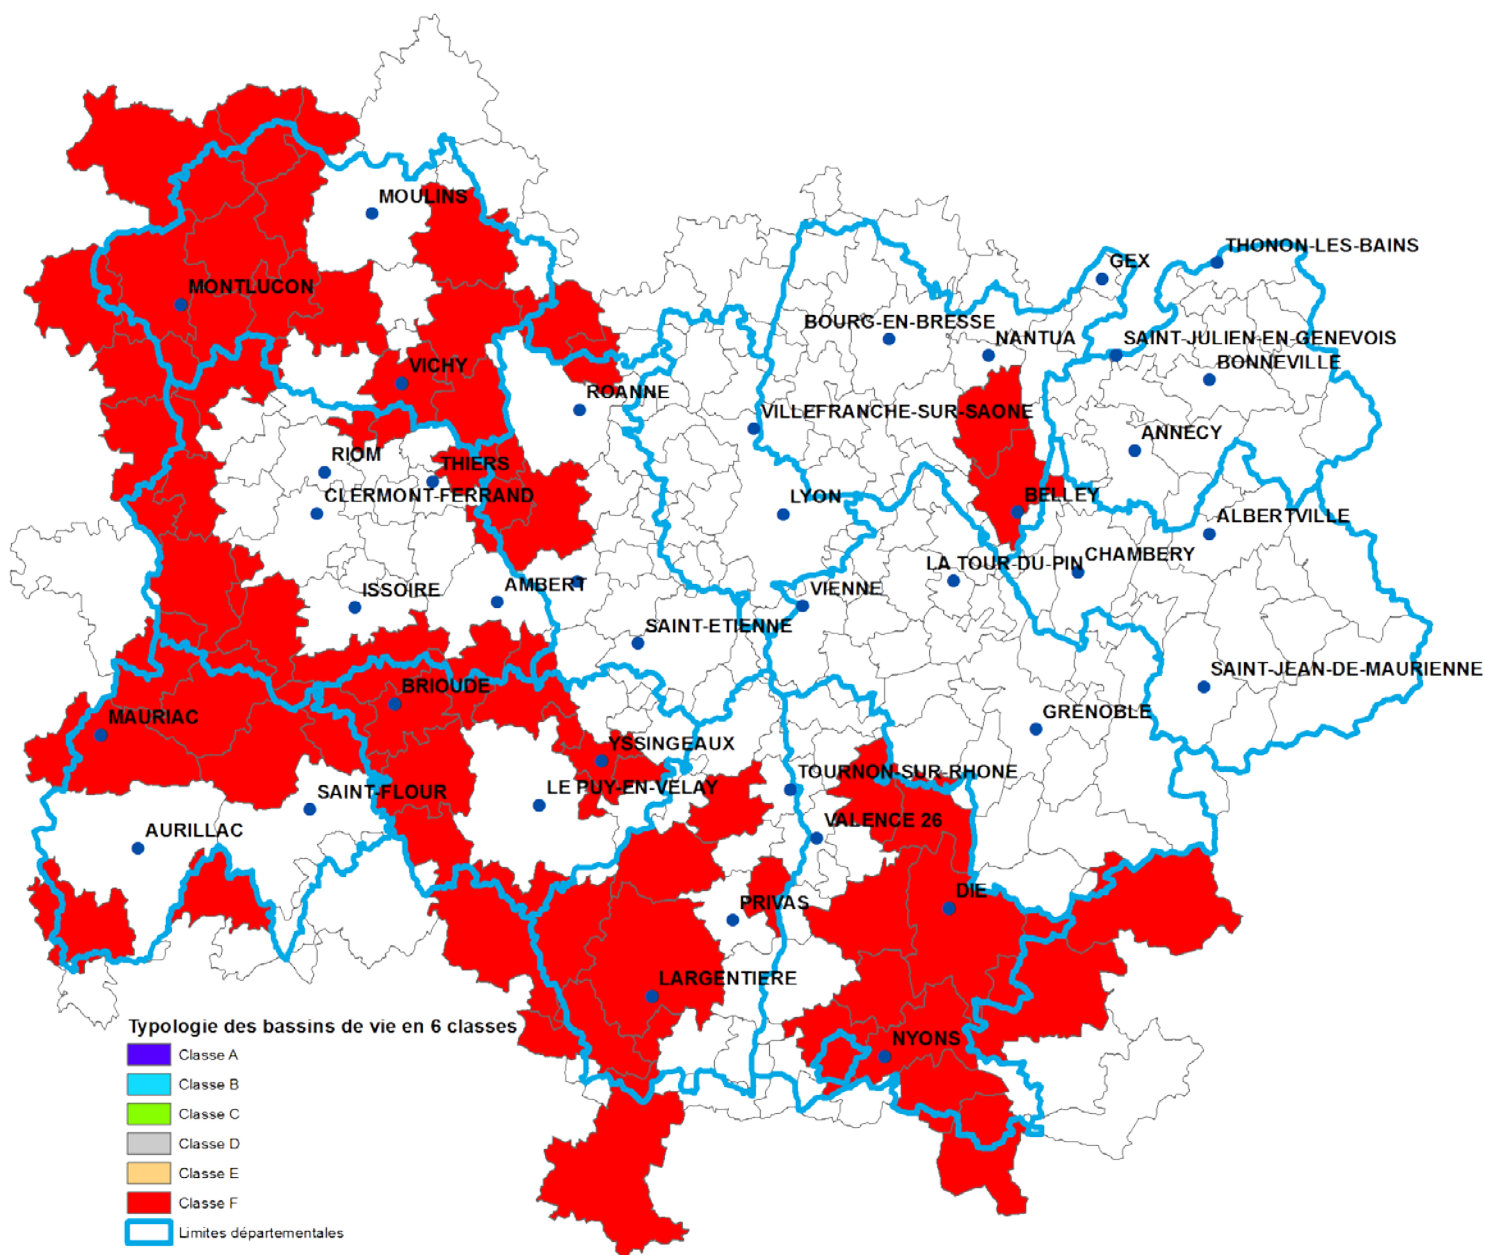 MOULINS
THONON-LES-BAINS
GEX
MONTLUCON
BOURG-EN-BRESSE
NANTUA
SAINT-JULIEN-EN-GENEVOIS
BONNEVILLE
VICHY
ROANNE
VILLEFRANCHE-SUR-SAONE
ANNECY
RIOM
THIERS
CLERMONT-FERRAND
LYON
BELLEY
ALBERTVILLE
LA TOUR-DU-PIN
CHAMBERY
ISSOIRE
AMBERT
VIENNE
SAINT-ETIENNE
SAINT-JEAN-DE-MAURIENNE
BRIOUDE
MAURIAC
GRENOBLE
YSSINGEAUX
TOURNON-SUR-RHONE
SAINT-FLOUR
LE PUY-EN-VELAY
AURILLAC
VALENCE 26
DIE
PRIVAS
LARGENTIERE
NYONS
Typologie des bassins de vie en 6 classes
Classe A
Classe B
Classe C
Classe D
Classe E
Classe F
Limites départementales